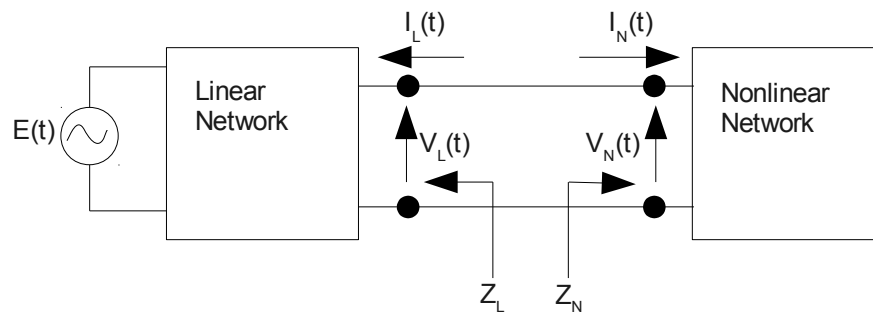 I_L(t)
I_N(t)
Linear
Network
Nonlinear
Network
E(t)
V_L(t)
V_N(t)
Z_L
Z_N